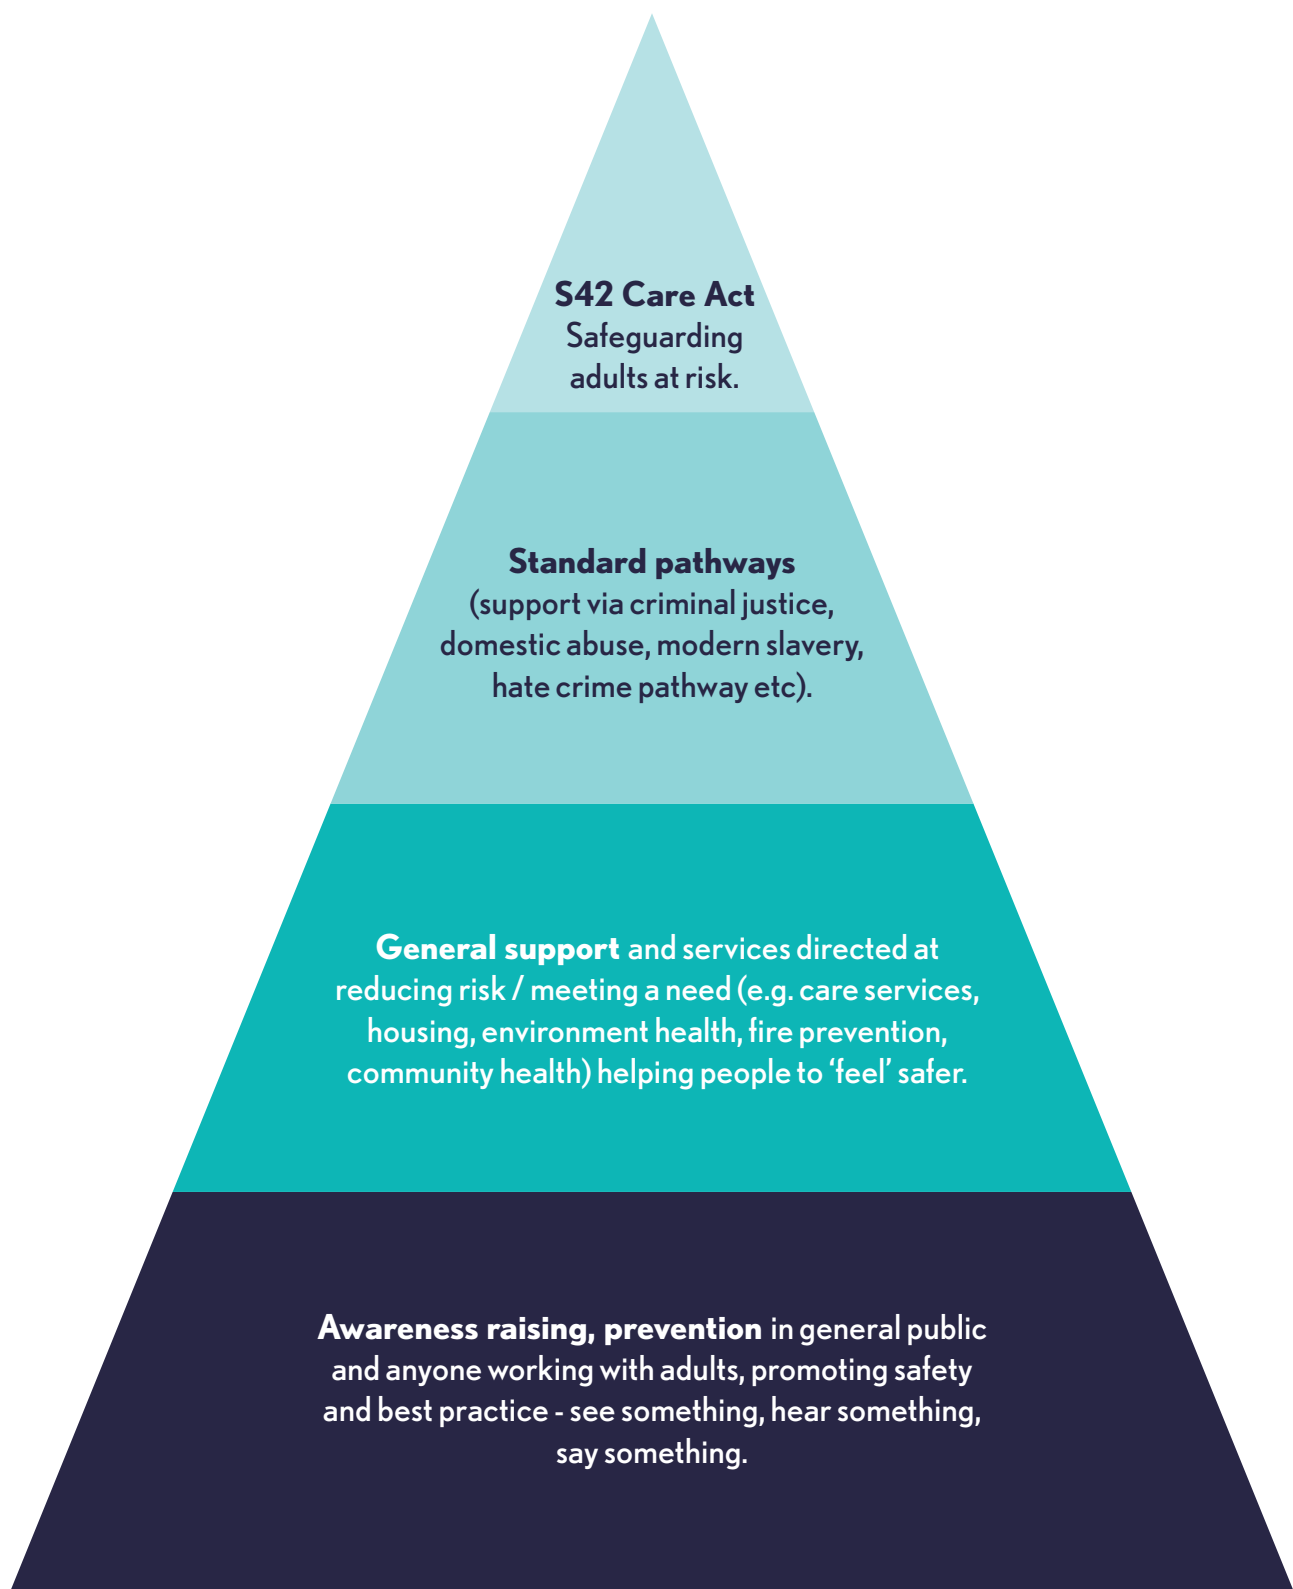 S42 Care Act
Safeguarding
adults at risk.
Standard pathways
(support via criminal justice,
domestic abuse, modern slavery,
hate crime pathway etc).
General support and services directed at
reducing risk / meeting a need (e.g. care services,
housing, environment health, fire prevention,
community health) helping people to ‘feel’ safer.
Awareness raising, prevention in general public
and anyone working with adults, promoting safety
and best practice - see something, hear something,
say something.